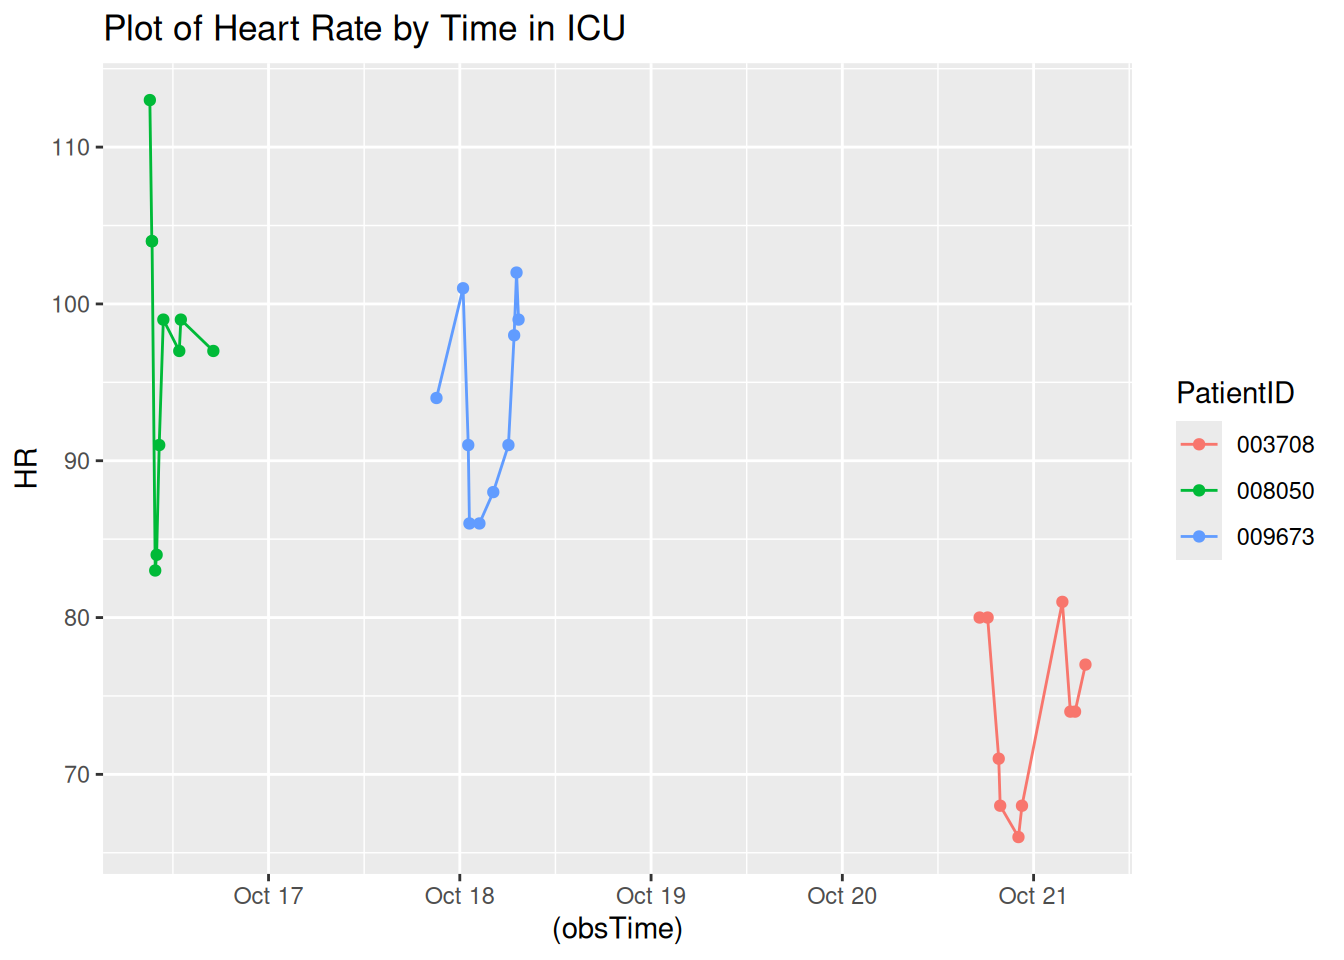 Plot of Heart Rate by Time in ICU
110
100
90
80
70
HR
Oct 17 Oct 18 Oct 19 Oct 20 Oct 21
(obsTime)
PatientID
003708
008050
009673